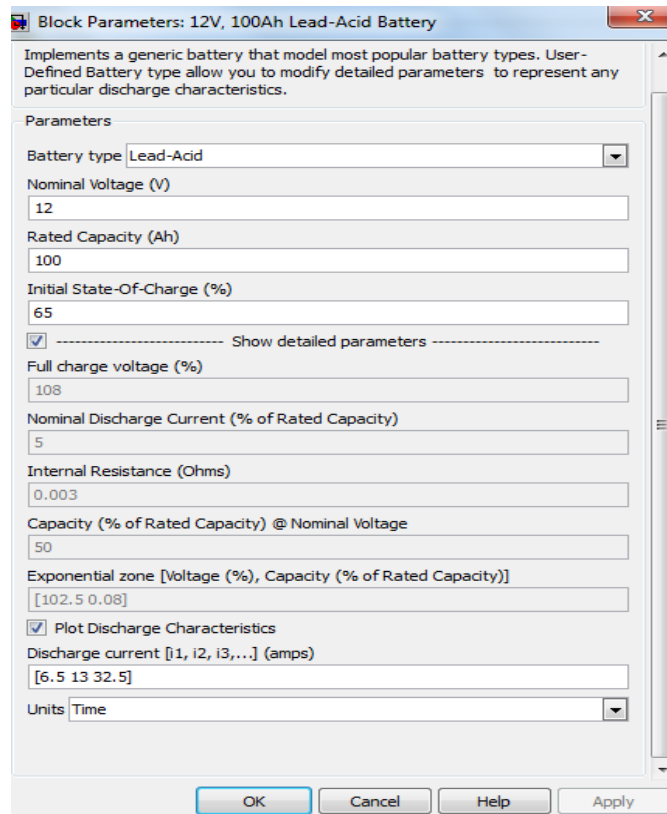 Block Parameters: 12V, 100Ah Lead-Acid Battery
Implements a generic battery that model most popular battery types. User-
Defined Battery type allow you to modify detailed parameters to represent any
particular discharge characteristics.
Parameters
Battery type Lead-Acid
Nominal Voltage (V)
12
Rated Capacity (Ah)
100
Initial State-Of-Charge (%)
65
--------------------------- Show detailed parameters ---------------------------
Full charge voltage (%)
108
Nominal Discharge Current (% of Rated Capacity)
5
Internal Resistance (Ohms)
0.003
Capacity (% of Rated Capacity) @ Nominal Voltage
50
Exponential zone [Voltage (%), Capacity (% of Rated Capacity)]
[102.5 0.08]
Plot Discharge Characteristics
Discharge current [i1, i2, i3,...] (amps)
[6.5 13 32.5]
Units Time
OK Cancel Help Apply